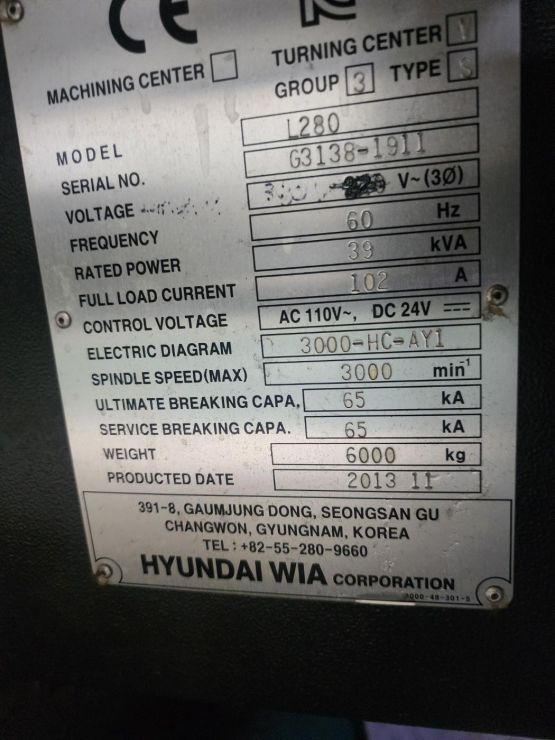 CE
MACHINING CENTER TURNING CENTER V
GROUP 3 TYPE S
MODEL L280
SERIAL NO. G3138-1911
VOLTAGE V~(3Ø)
FREQUENCY 60 Hz
RATED POWER 39 kVA
FULL LOAD CURRENT 102 A
CONTROL VOLTAGE AC 110V~, DC 24V
ELECTRIC DIAGRAM 3000-HC-AY1
SPINDLE SPEED(MAX) 3000 min⁻¹
ULTIMATE BREAKING CAPA, 65 kA
SERVICE BREAKING CAPA. 65 kA
WEIGHT 6000 kg
PRODUCTED DATE 2013 11
391-8, GAUMJUNG DONG, SEONGSAN GU
CHANGWON, GYUNGNAM, KOREA
TEL : +82-55-280-9660
HYUNDAI WIA CORPORATION
3000-48-301-5